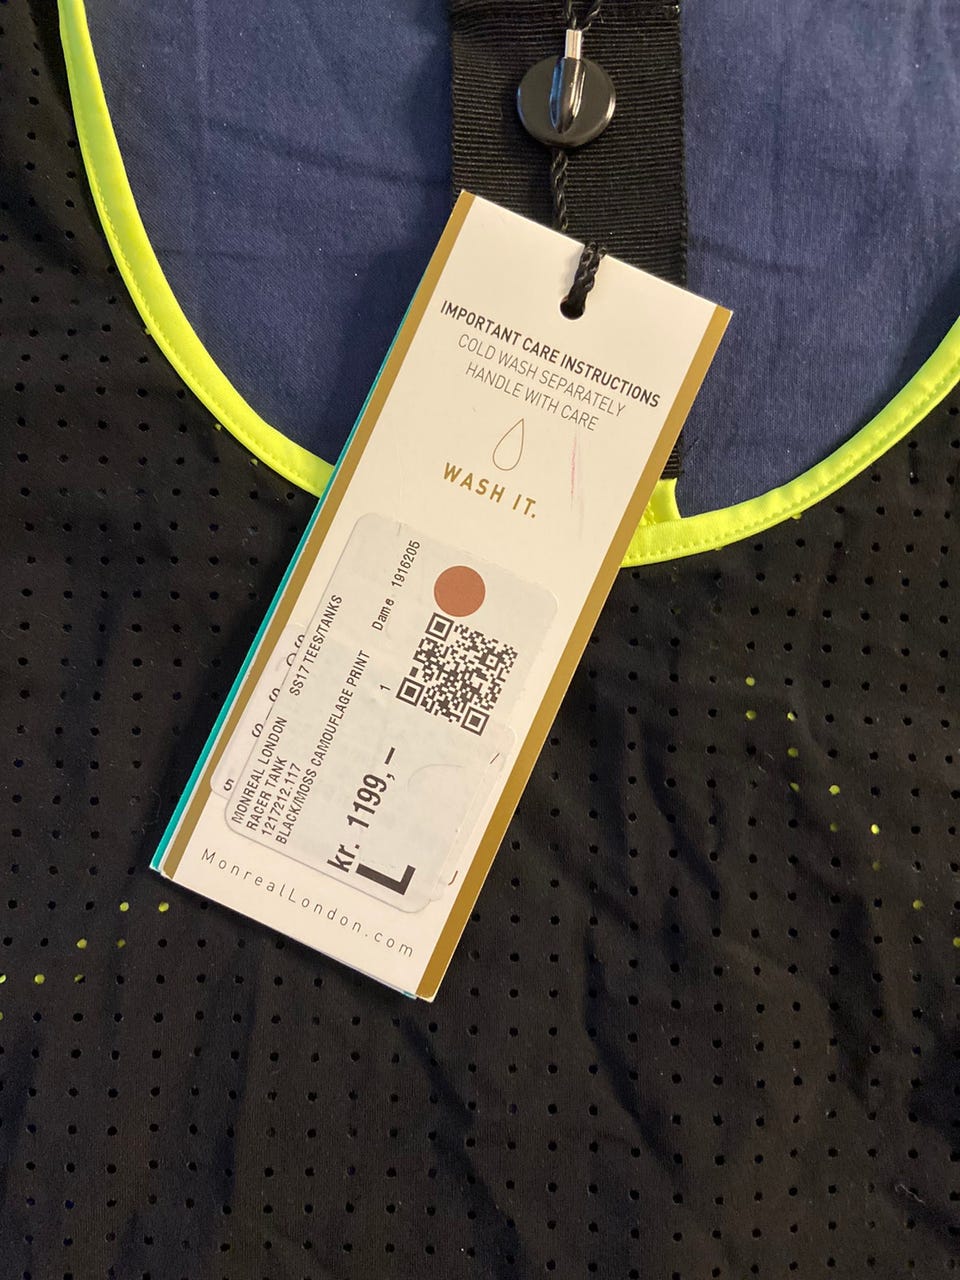 IMPORTANT CARE INSTRUCTIONS
COLD WASH SEPARATELY
HANDLE WITH CARE
WASH IT.
Dame 1916205
MONREAL LONDON SS17 TEES/TANKS
RACER TANK
1217212.117
BLACK/MOSS CAMOUFLAGE PRINT 1
kr. 1199,–
L
MonrealLondon.com